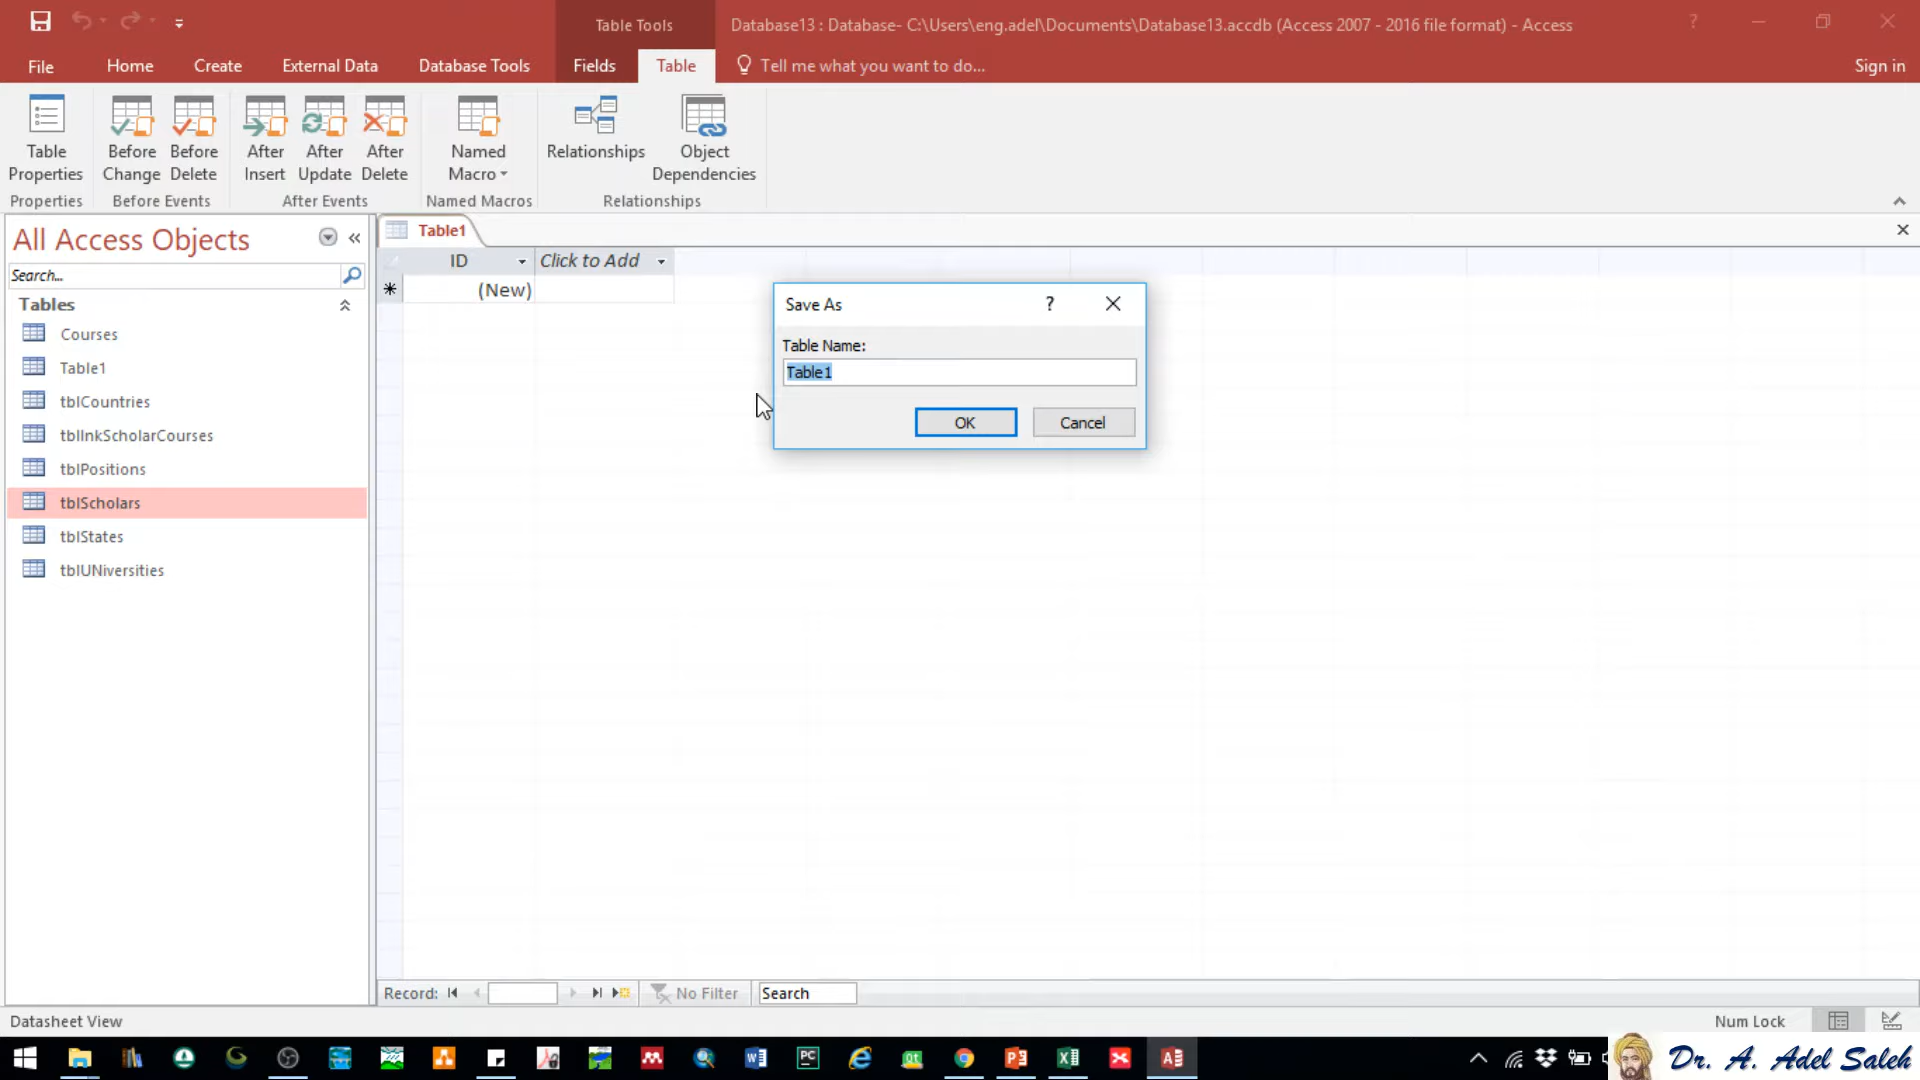 Table Tools
Database13 : Database- C:\Users\eng.adel\Documents\Database13.accdb (Access 2007 - 2016 file format) - Access
File
Home
Create
External Data
Database Tools
Fields
Table
Tell me what you want to do...
Sign in
Table Properties
Before Change
Before Delete
After Insert
After Update
After Delete
Named Macro
Relationships
Object Dependencies
Properties
Before Events
After Events
Named Macros
Relationships
All Access Objects
Search...
Tables
Courses
Table1
tblCountries
tblInkScholarCourses
tblPositions
tblScholars
tblStates
tblUNiversities
Table1
ID
Click to Add
(New)
Save As
?
Table Name:
Table1
OK
Cancel
Record:
No Filter
Search
Datasheet View
Num Lock
Dr. A. Adel Saleh